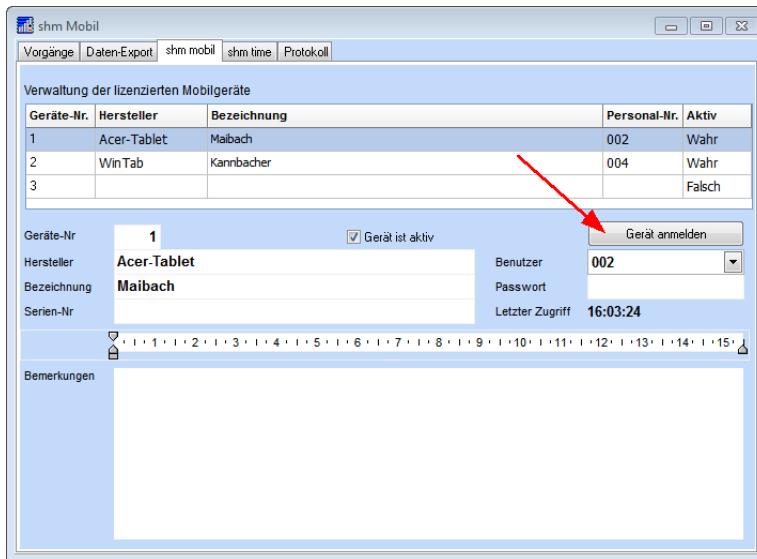 shm Mobil
Vorgänge Daten-Export shm mobil shm time Protokoll
Verwaltung der lizenzierten Mobilgeräte
Geräte-Nr. Hersteller Bezeichnung Personal-Nr. Aktiv
1 Acer-Tablet Maibach 002 Wahr
2 WinTab Kannbacher 004 Wahr
3 Falsch
Geräte-Nr 1 Gerät ist aktiv Gerät anmelden
Hersteller Acer-Tablet Benutzer 002
Bezeichnung Maibach Passwort
Serien-Nr Letzter Zugriff 16:03:24
1 2 3 4 5 6 7 8 9 10 11 12 13 14 15
Bemerkungen